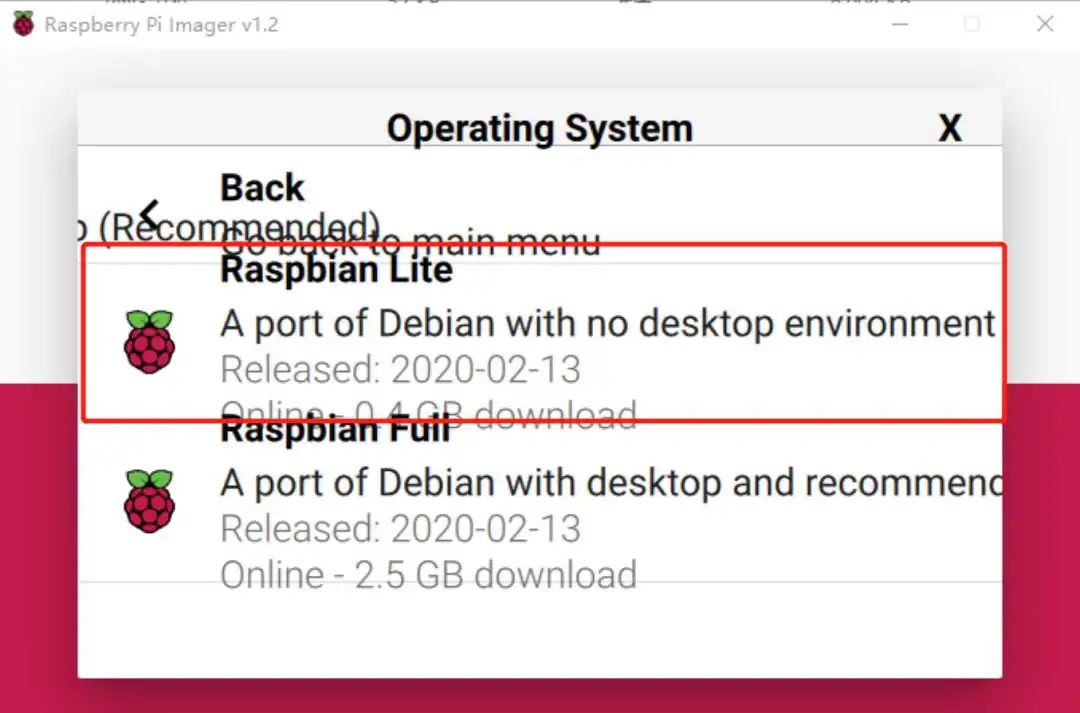 Raspberry Pi Imager v1.2
Operating System
X
Back
(Recommended)
Go back to main menu
Raspbian Lite
A port of Debian with no desktop environment
Released: 2020-02-13
Online - 0.4 GB download
Raspbian Full
A port of Debian with desktop and recommend
Released: 2020-02-13
Online - 2.5 GB download